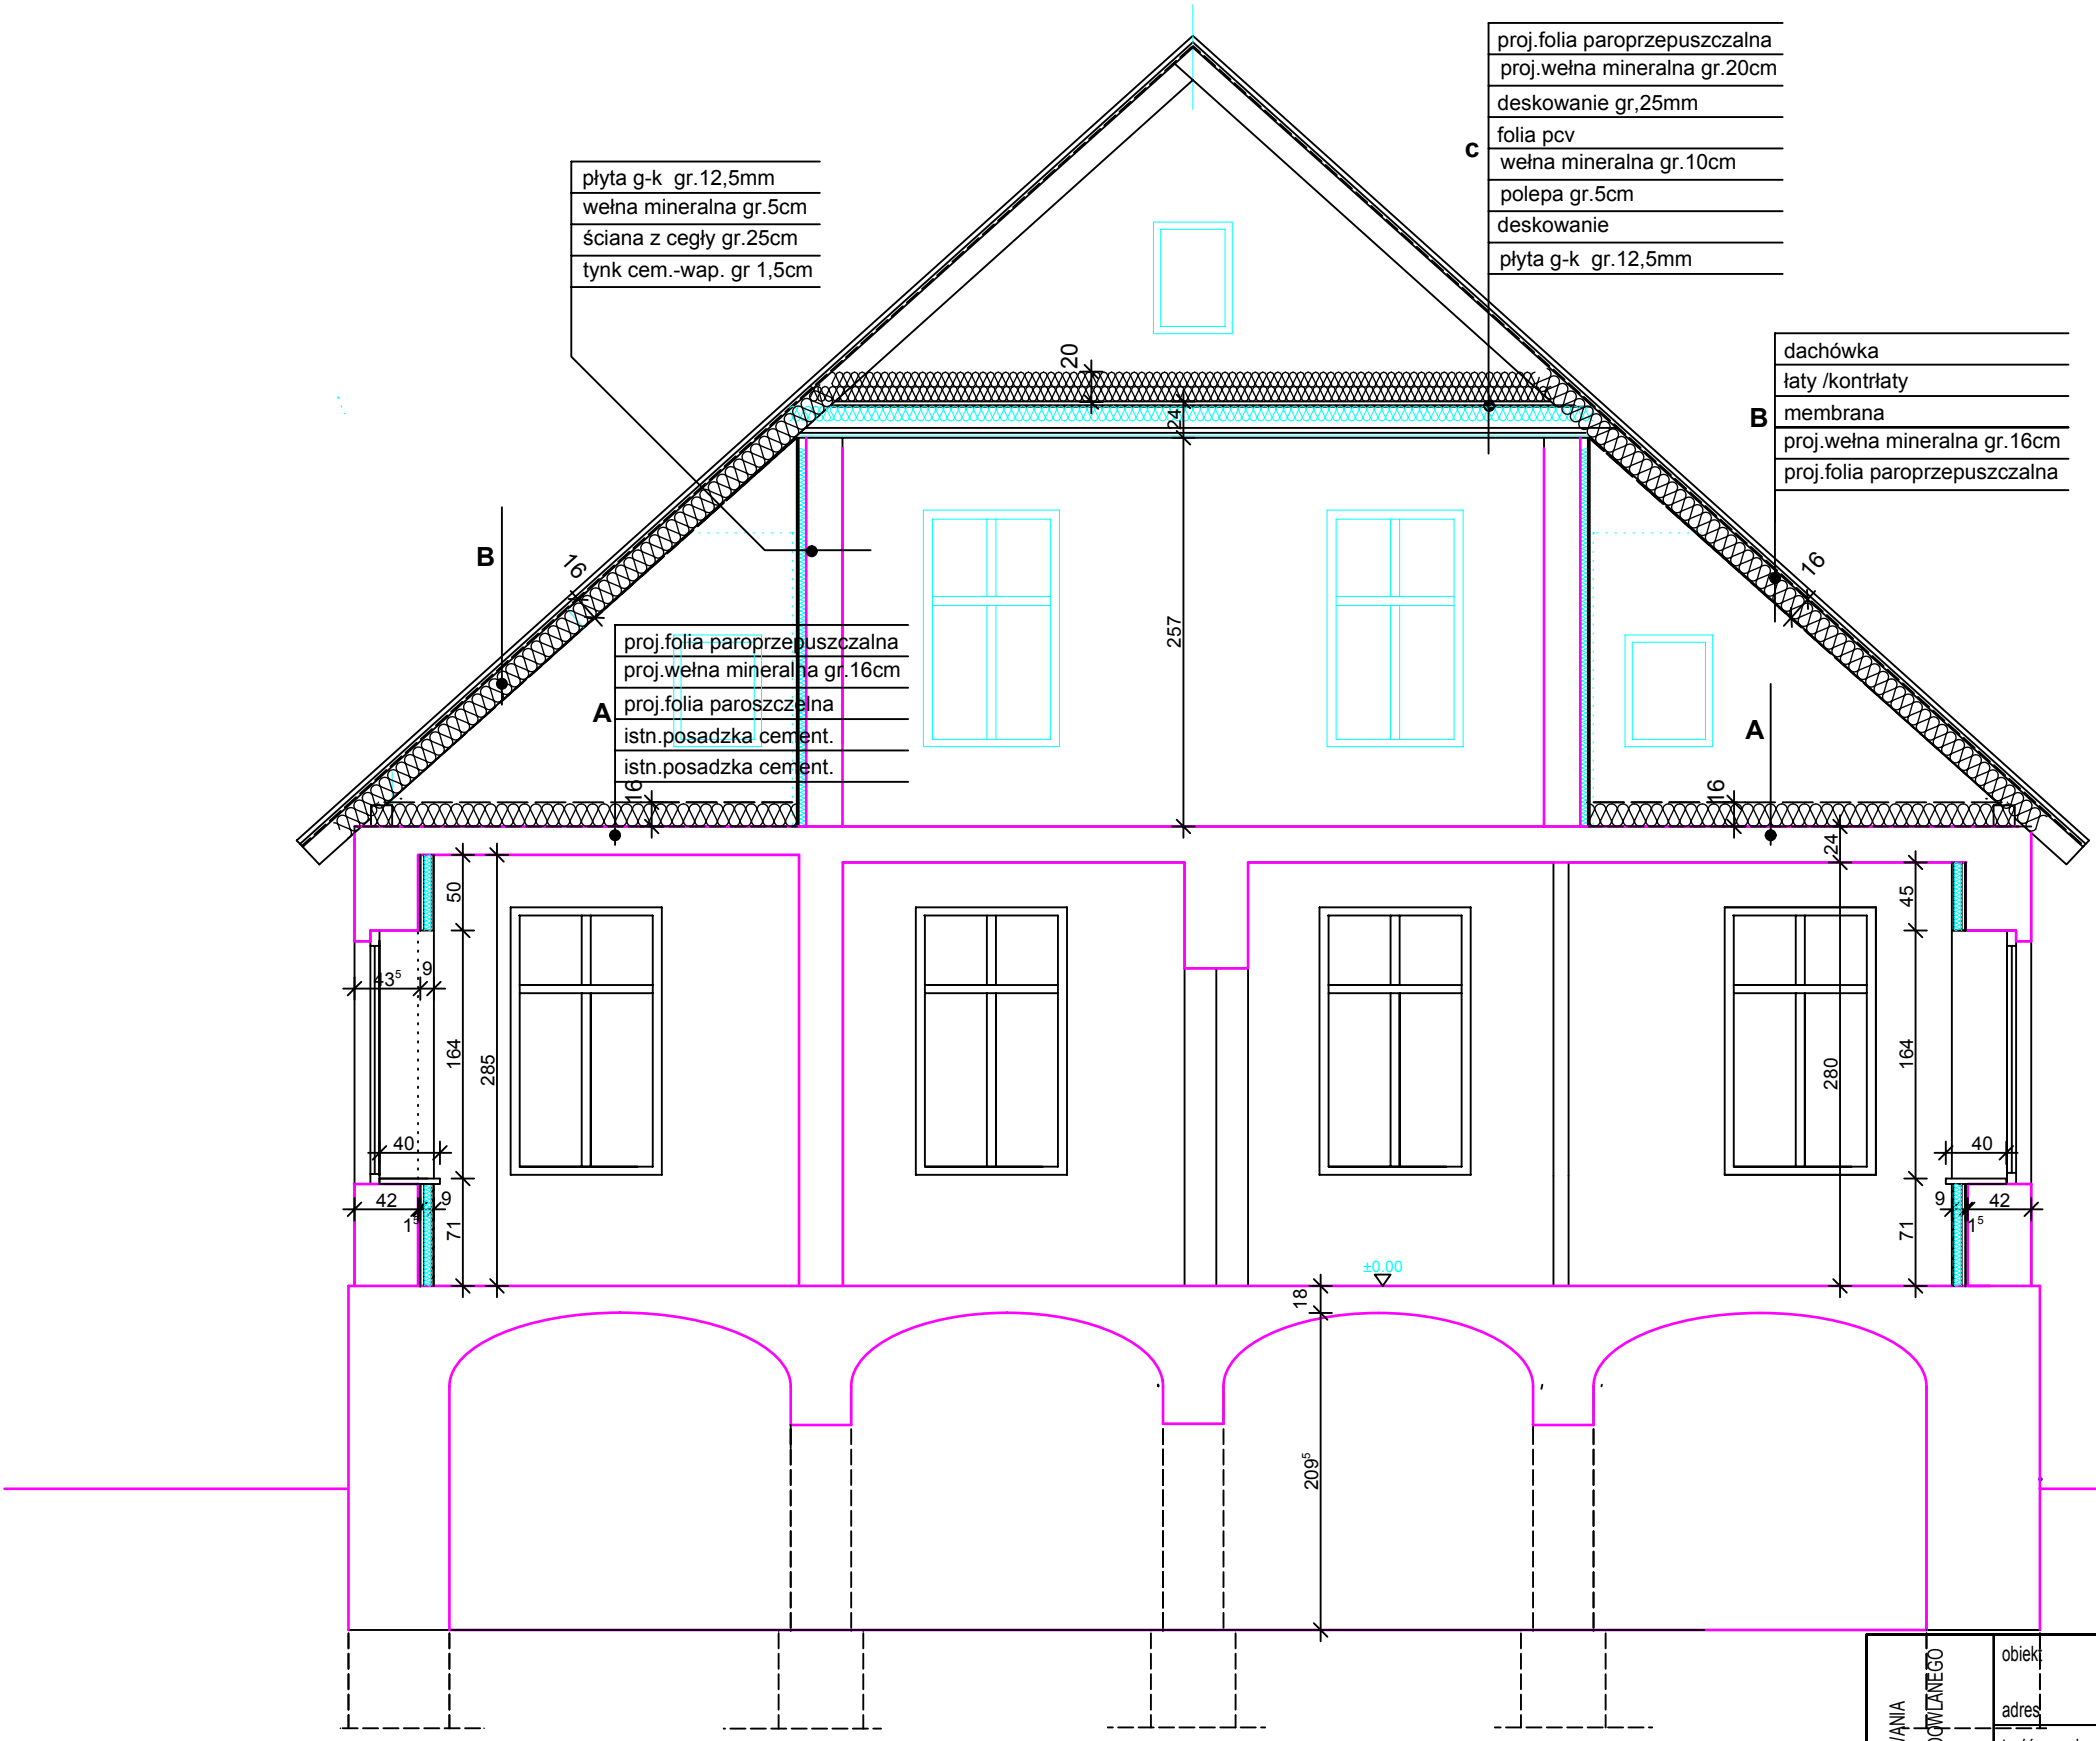 proj.folia paroprzepuszczalna
proj.wełna mineralna gr.20cm
deskowanie gr,25mm
folia pcv
c
wełna mineralna gr.10cm
polepa gr.5cm
deskowanie
płyta g-k gr.12,5mm
płyta g-k gr.12,5mm
wełna mineralna gr.5cm
ściana z cegły gr.25cm
tynk cem.-wap. gr 1,5cm
dachówka
łaty /kontrłaty
membrana
B
proj.wełna mineralna gr.16cm
proj.folia paroprzepuszczalna
20
24
B
16
16
257
proj.folia paroprzepuszczalna
proj.wełna mineralna gr.16cm
proj.folia paroszczelna
A
istn.posadzka cement.
istn.posadzka cement.
A
16
16
24
50
45
43⁵
9
164
285
280
164
40
40
42
1⁵
9
71
9
1⁵
42
71
±0.00
18
209⁵
obiekt
adres